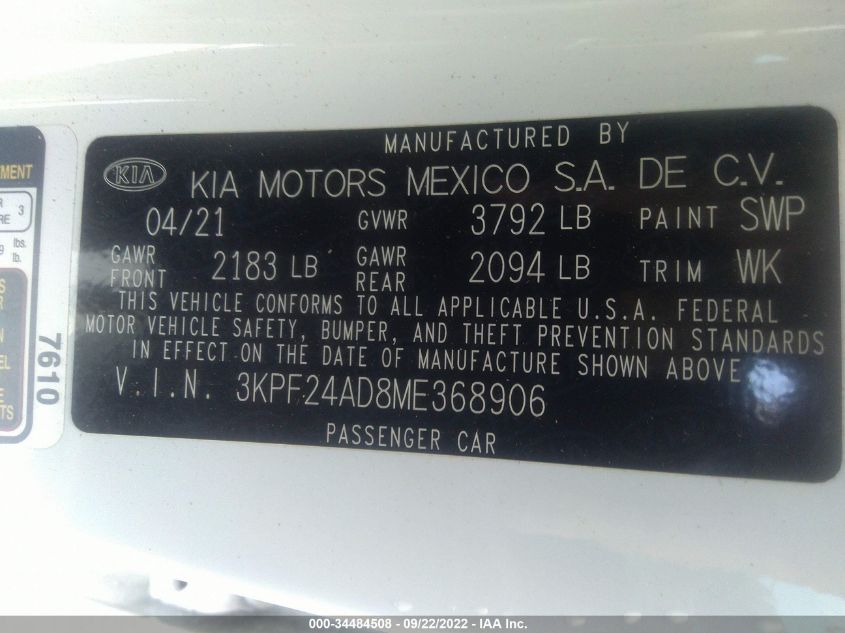 MANUFACTURED BY
KIA KIA MOTORS MEXICO S.A. DE C.V.
04/21 GVWR 3792 LB PAINT SWP
GAWR FRONT 2183 LB GAWR REAR 2094 LB TRIM WK
THIS VEHICLE CONFORMS TO ALL APPLICABLE U.S.A. FEDERAL
MOTOR VEHICLE SAFETY, BUMPER, AND THEFT PREVENTION STANDARDS
IN EFFECT ON THE DATE OF MANUFACTURE SHOWN ABOVE
V.I.N. 3KPF24AD8ME368906
PASSENGER CAR
3
lbs.
lb.
7610
000-34484508 - 09/22/2022 - IAA Inc.